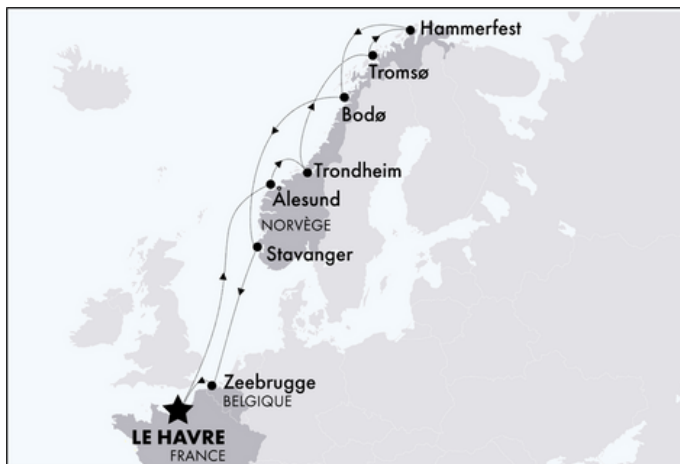 Hammerfest
Tromsø
Bodø
Trondheim
Ålesund
NORVÈGE
Stavanger
Zeebrugge
BELGIQUE
LE HAVRE
FRANCE